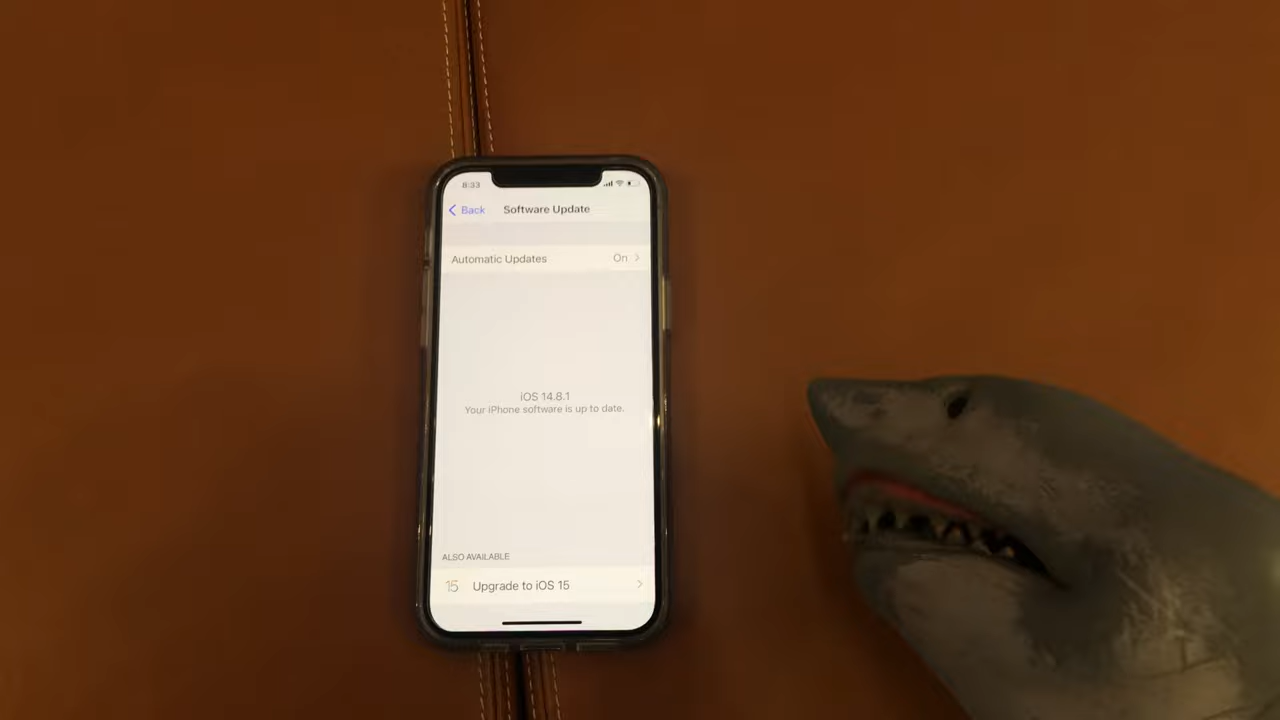 8:33
Back Software Update
Automatic Updates On
iOS 14.8.1
Your iPhone software is up to date.
ALSO AVAILABLE
15 Upgrade to iOS 15